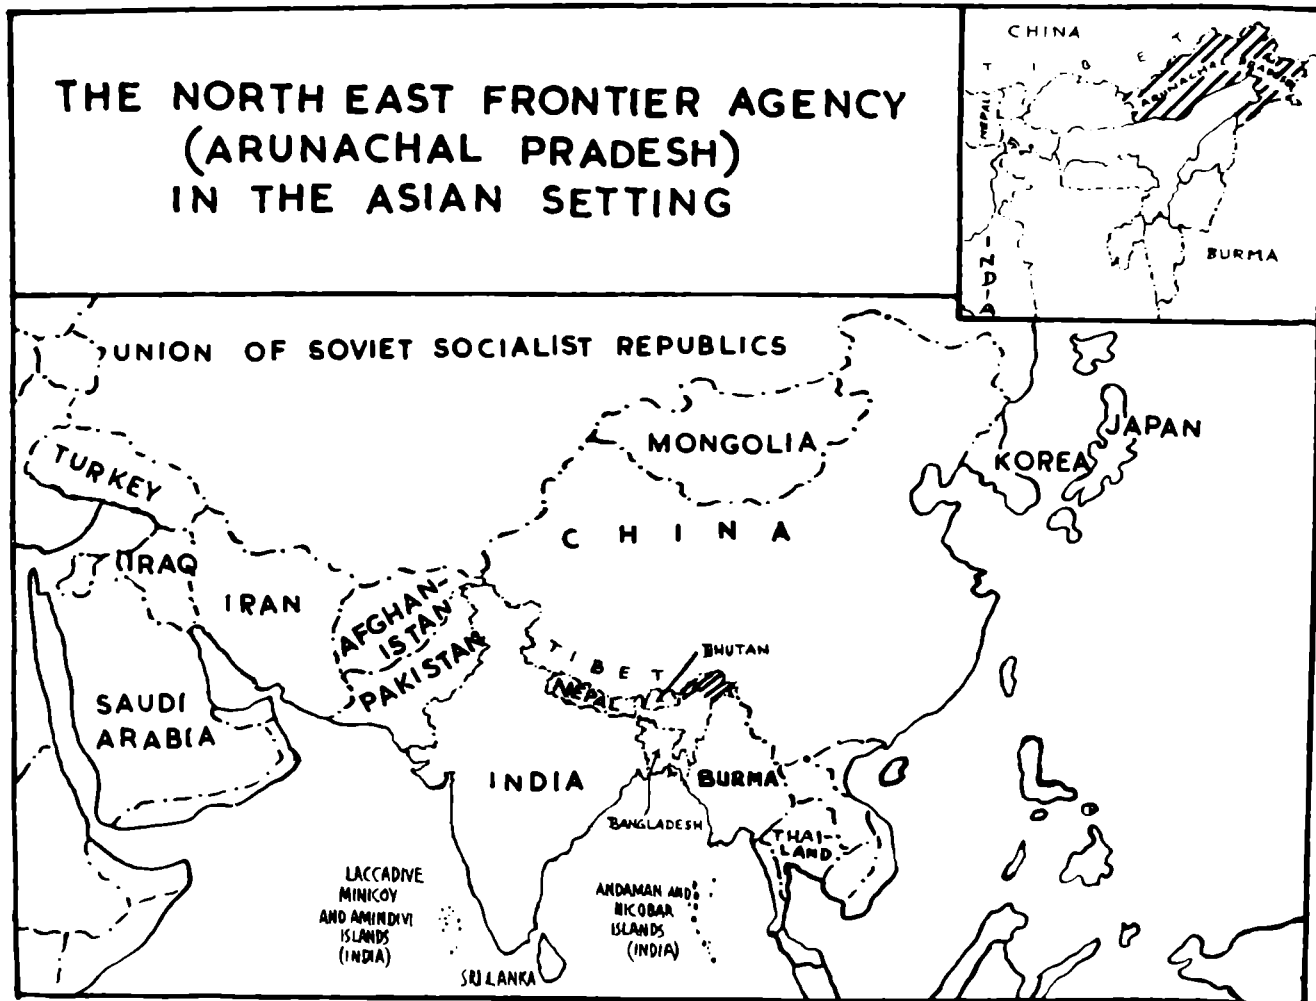 THE NORTH EAST FRONTIER AGENCY
(ARUNACHAL PRADESH)
IN THE ASIAN SETTING
CHINA
TIBET
ARUNACHAL PRADESH
NEPAL
INDIA
BURMA
UNION OF SOVIET SOCIALIST REPUBLICS
MONGOLIA
JAPAN
KOREA
TURKEY
CHINA
IRAQ
IRAN
AFGHAN-
ISTAN
PAKISTAN
TIBET
BHUTAN
NEPAL
SAUDI
ARABIA
INDIA
BURMA
BANGLADESH
THAI-
LAND
LACCADIVE
MINICOY
AND AMINDIVI
ISLANDS
(INDIA)
ANDAMAN AND
NICOBAR
ISLANDS
(INDIA)
SRI LANKA